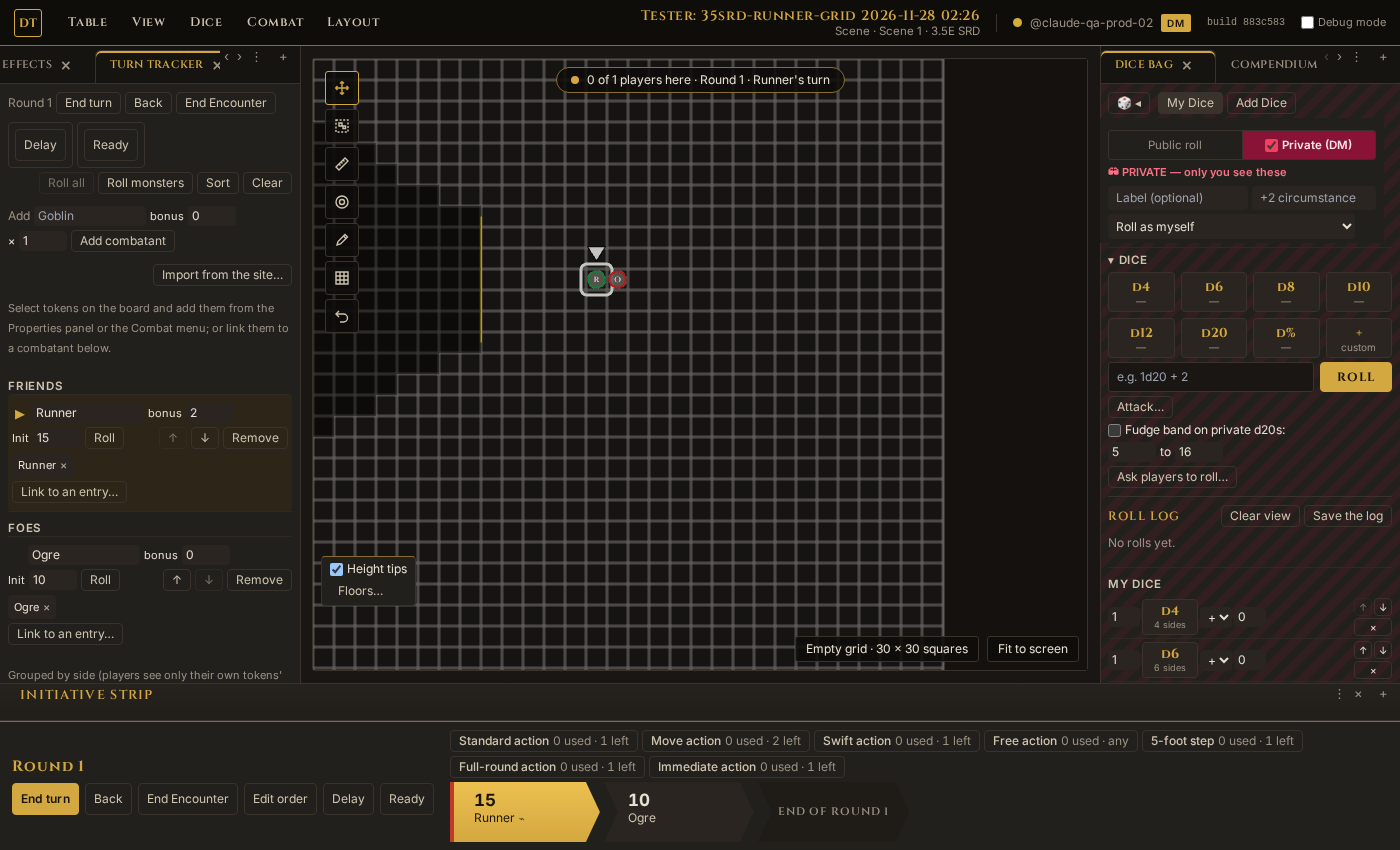 DT TABLE VIEW DICE COMBAT LAYOUT
TESTER: 35SRD-RUNNER-GRID 2026-11-28 02:26
Scene · Scene 1 · 3.5E SRD
@claude-qa-prod-02 DM build 883c583 Debug mode
EFFECTS × TURN TRACKER × ‹ › ⋮ +
Round 1 End turn Back End Encounter
Delay Ready
Roll all Roll monsters Sort Clear
Add Goblin bonus 0
× 1 Add combatant
Import from the site...
Select tokens on the board and add them from the
Properties panel or the Combat menu; or link them to
a combatant below.
FRIENDS
▶ Runner bonus 2
Init 15 Roll ↑ ↓ Remove
Runner ×
Link to an entry...
FOES
Ogre bonus 0
Init 10 Roll ↑ ↓ Remove
Ogre ×
Link to an entry...
Grouped by side (players see only their own tokens'
0 of 1 players here · Round 1 · Runner's turn
R O
Height tips
Floors...
Empty grid · 30 × 30 squares Fit to screen
DICE BAG × COMPENDIUM ‹ › ⋮ +
🎲 ◂ My Dice Add Dice
Public roll Private (DM)
🕶 PRIVATE — only you see these
Label (optional) +2 circumstance
Roll as myself
▾ DICE
D4 D6 D8 D10
— — — —
D12 D20 D% +
— — — custom
e.g. 1d20 + 2 ROLL
Attack...
Fudge band on private d20s:
5 to 16
Ask players to roll...
ROLL LOG Clear view Save the log
No rolls yet.
MY DICE
1 D4 + 0 ↑ ↓
4 sides ×
1 D6 + 0 ↑ ↓
6 sides ×
INITIATIVE STRIP ⋮ × +
ROUND 1
End turn Back End Encounter Edit order Delay Ready
Standard action 0 used · 1 left Move action 0 used · 2 left Swift action 0 used · 1 left Free action 0 used · any 5-foot step 0 used · 1 left
Full-round action 0 used · 1 left Immediate action 0 used · 1 left
15
Runner
10
Ogre
END OF ROUND 1